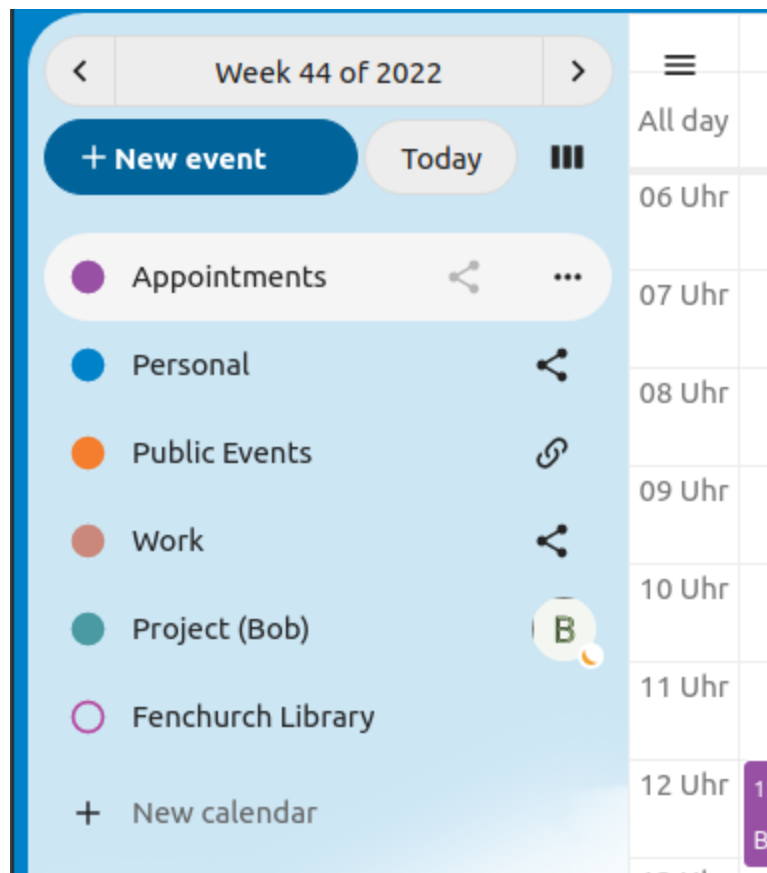 Week 44 of 2022
+ New event
Today
Appointments
Personal
Public Events
Work
Project (Bob)
B
Fenchurch Library
+ New calendar
All day
06 Uhr
07 Uhr
08 Uhr
09 Uhr
10 Uhr
11 Uhr
12 Uhr
1
B